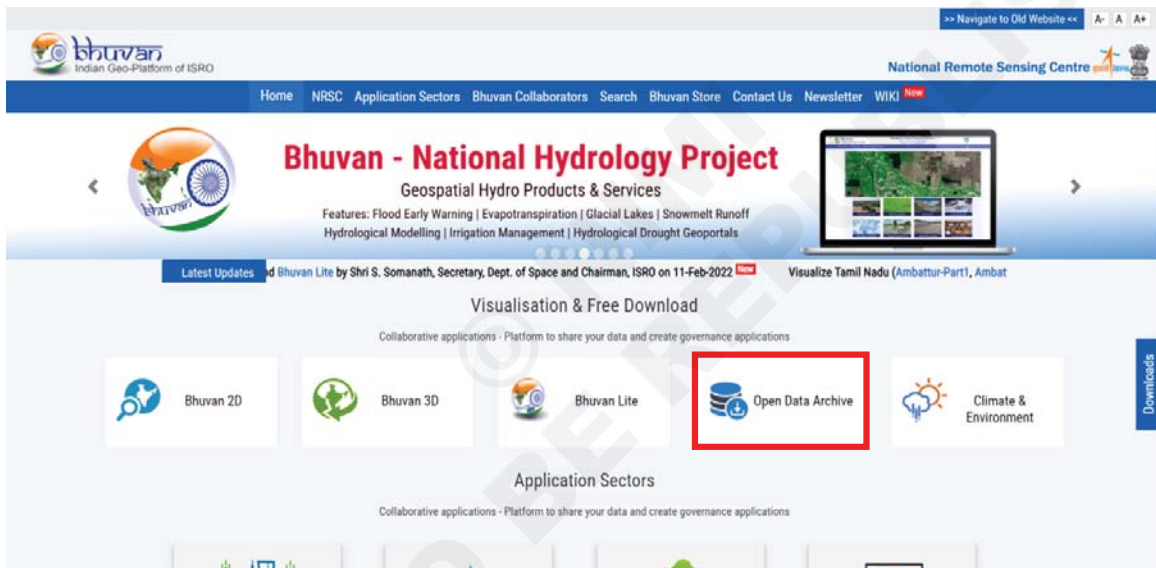 >> Navigate to Old Website << A- A A+
bhuvan
Indian Geo-Platform of ISRO
National Remote Sensing Centre
Home NRSC Application Sectors Bhuvan Collaborators Search Bhuvan Store Contact Us Newsletter WIKI New
Bhuvan - National Hydrology Project
Geospatial Hydro Products & Services
Features: Flood Early Warning | Evapotranspiration | Glacial Lakes | Snowmelt Runoff
Hydrological Modelling | Irrigation Management | Hydrological Drought Geoportals
bhuvan
Latest Updates d Bhuvan Lite by Shri S. Somanath, Secretary, Dept. of Space and Chairman, ISRO on 11-Feb-2022 New Visualize Tamil Nadu (Ambattur-Part1, Ambat
Visualisation & Free Download
Collaborative applications - Platform to share your data and create governance applications
Bhuvan 2D
Bhuvan 3D
Bhuvan Lite
Open Data Archive
Climate &
Environment
Downloads
Application Sectors
Collaborative applications - Platform to share your data and create governance applications